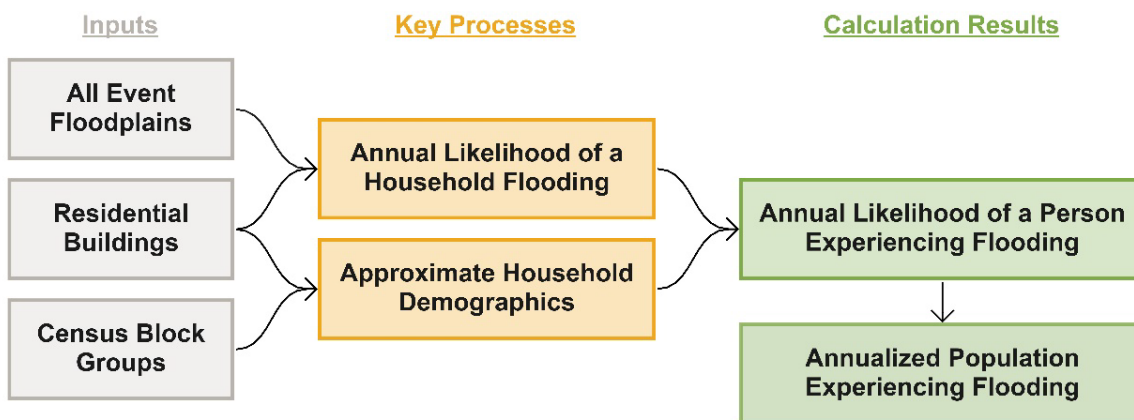 Inputs
Key Processes
Calculation Results
All Event
Floodplains
Residential
Buildings
Census Block
Groups
Annual Likelihood of a
Household Flooding
Approximate Household
Demographics
Annual Likelihood of a Person
Experiencing Flooding
Annualized Population
Experiencing Flooding